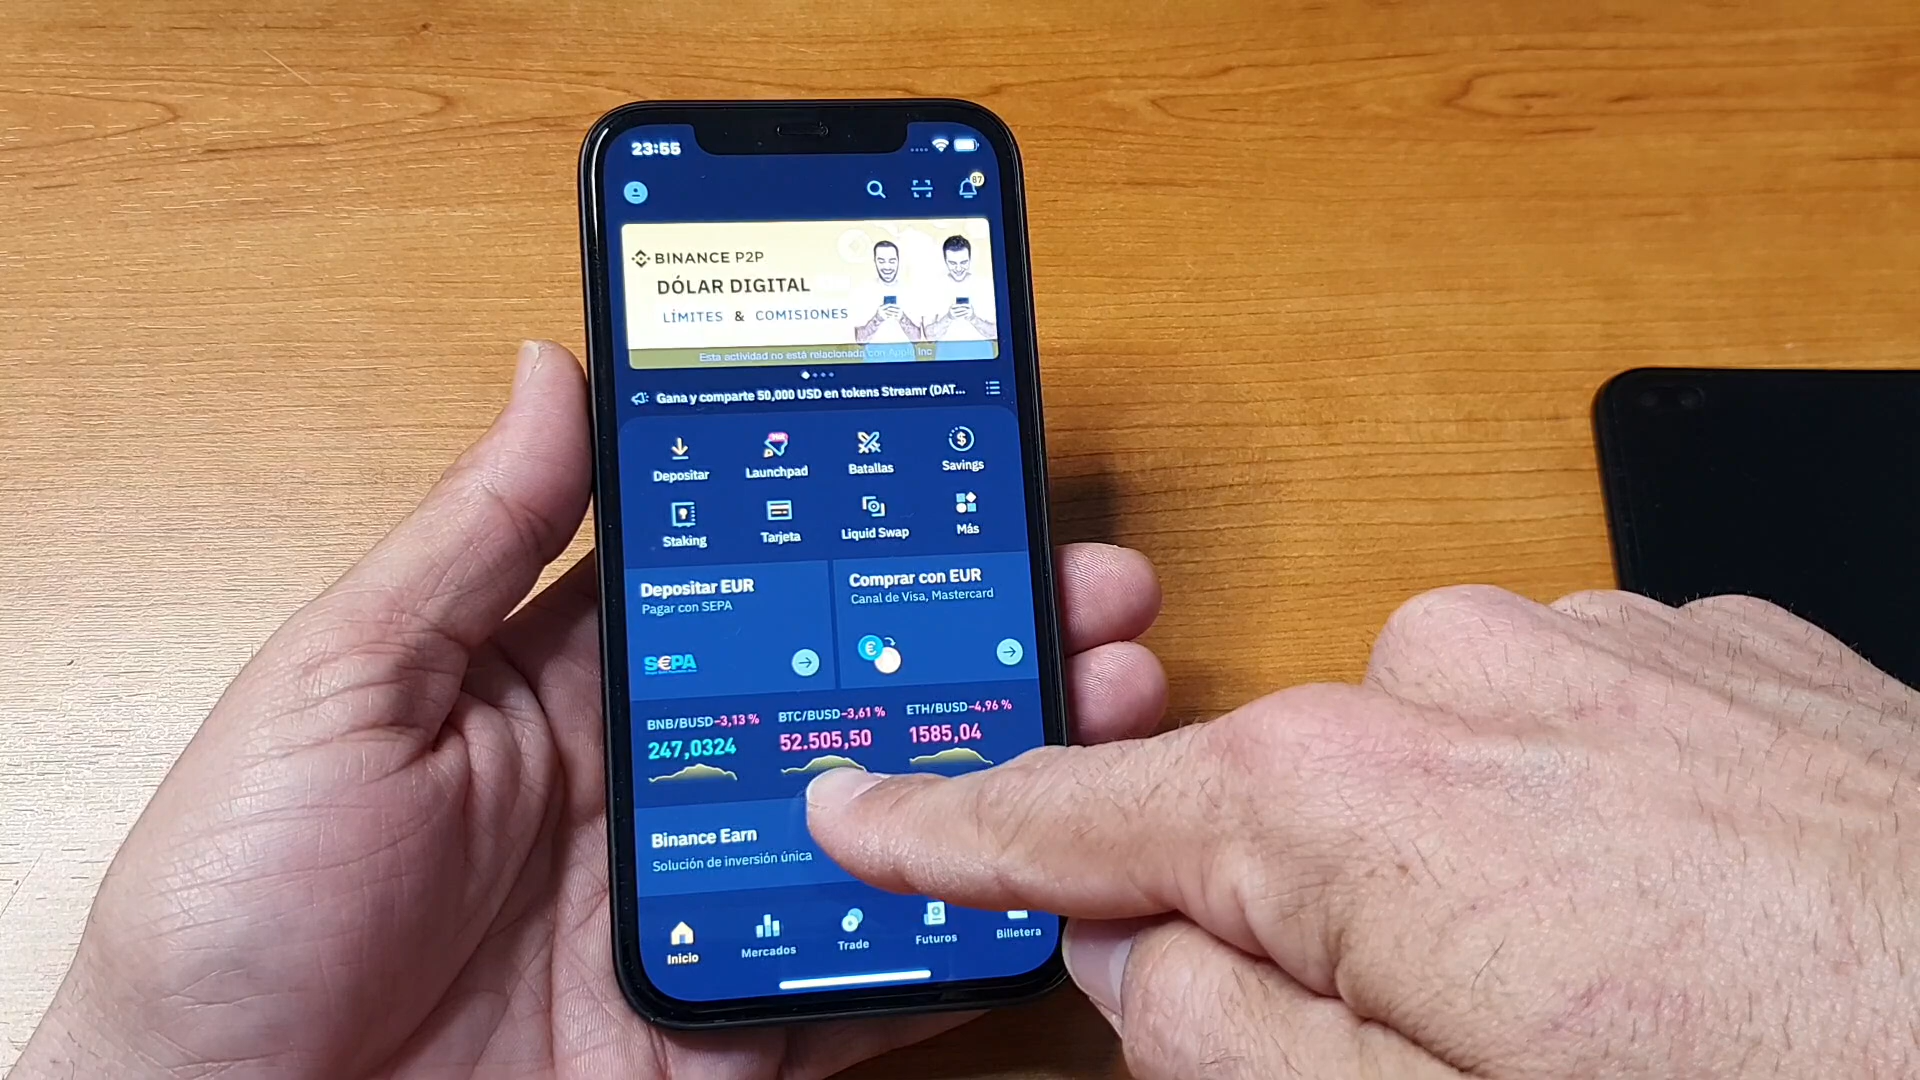 23:55
87
BINANCE P2P
DÓLAR DIGITAL
LÍMITES & COMISIONES
Esta actividad no está relacionada con Apple Inc
Gana y comparte 50,000 USD en tokens Streamr (DAT...
Depositar Launchpad Batallas Savings
Staking Tarjeta Liquid Swap Más
Depositar EUR
Pagar con SEPA
S€PA
Comprar con EUR
Canal de Visa, Mastercard
€
BNB/BUSD -3,13 % BTC/BUSD -3,61 % ETH/BUSD -4,96 %
247,0324 52.505,50 1585,04
Binance Earn
Solución de inversión única
Inicio Mercados Trade Futuros Billetera